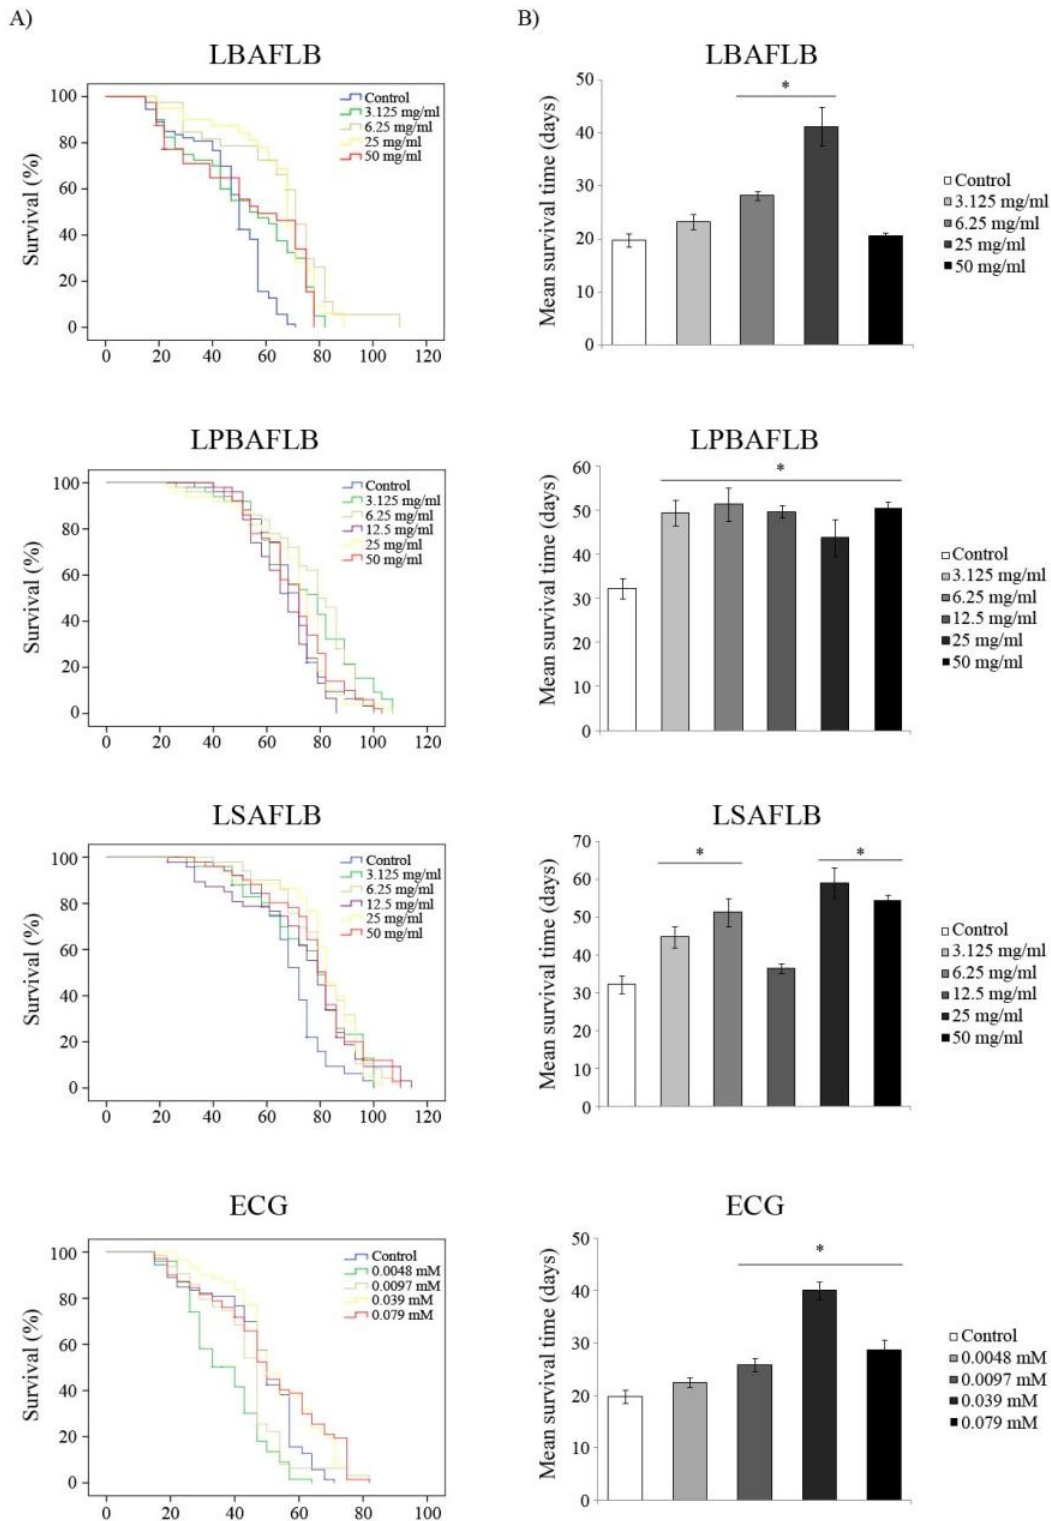 A)
LBAFLB
Survival (%)
100
80
60
40
20
0
0 20 40 60 80 100 120
Control
3.125 mg/ml
6.25 mg/ml
25 mg/ml
50 mg/ml
B)
LBAFLB
Mean survival time (days)
50
40
30
20
10
0
*
Control
3.125 mg/ml
6.25 mg/ml
25 mg/ml
50 mg/ml
LPBAFLB
Survival (%)
100
80
60
40
20
0
0 20 40 60 80 100 120
Control
3.125 mg/ml
6.25 mg/ml
12.5 mg/ml
25 mg/ml
50 mg/ml
LPBAFLB
Mean survival time (days)
60
50
40
30
20
10
0
*
Control
3.125 mg/ml
6.25 mg/ml
12.5 mg/ml
25 mg/ml
50 mg/ml
LSAFLB
Survival (%)
100
80
60
40
20
0
0 20 40 60 80 100 120
Control
3.125 mg/ml
6.25 mg/ml
12.5 mg/ml
25 mg/ml
50 mg/ml
LSAFLB
Mean survival time (days)
70
60
50
40
30
20
10
0
* *
Control
3.125 mg/ml
6.25 mg/ml
12.5 mg/ml
25 mg/ml
50 mg/ml
ECG
Survival (%)
100
80
60
40
20
0
0 20 40 60 80 100
Control
0.0048 mM
0.0097 mM
0.039 mM
0.079 mM
ECG
Mean survival time (days)
50
40
30
20
10
0
*
Control
0.0048 mM
0.0097 mM
0.039 mM
0.079 mM